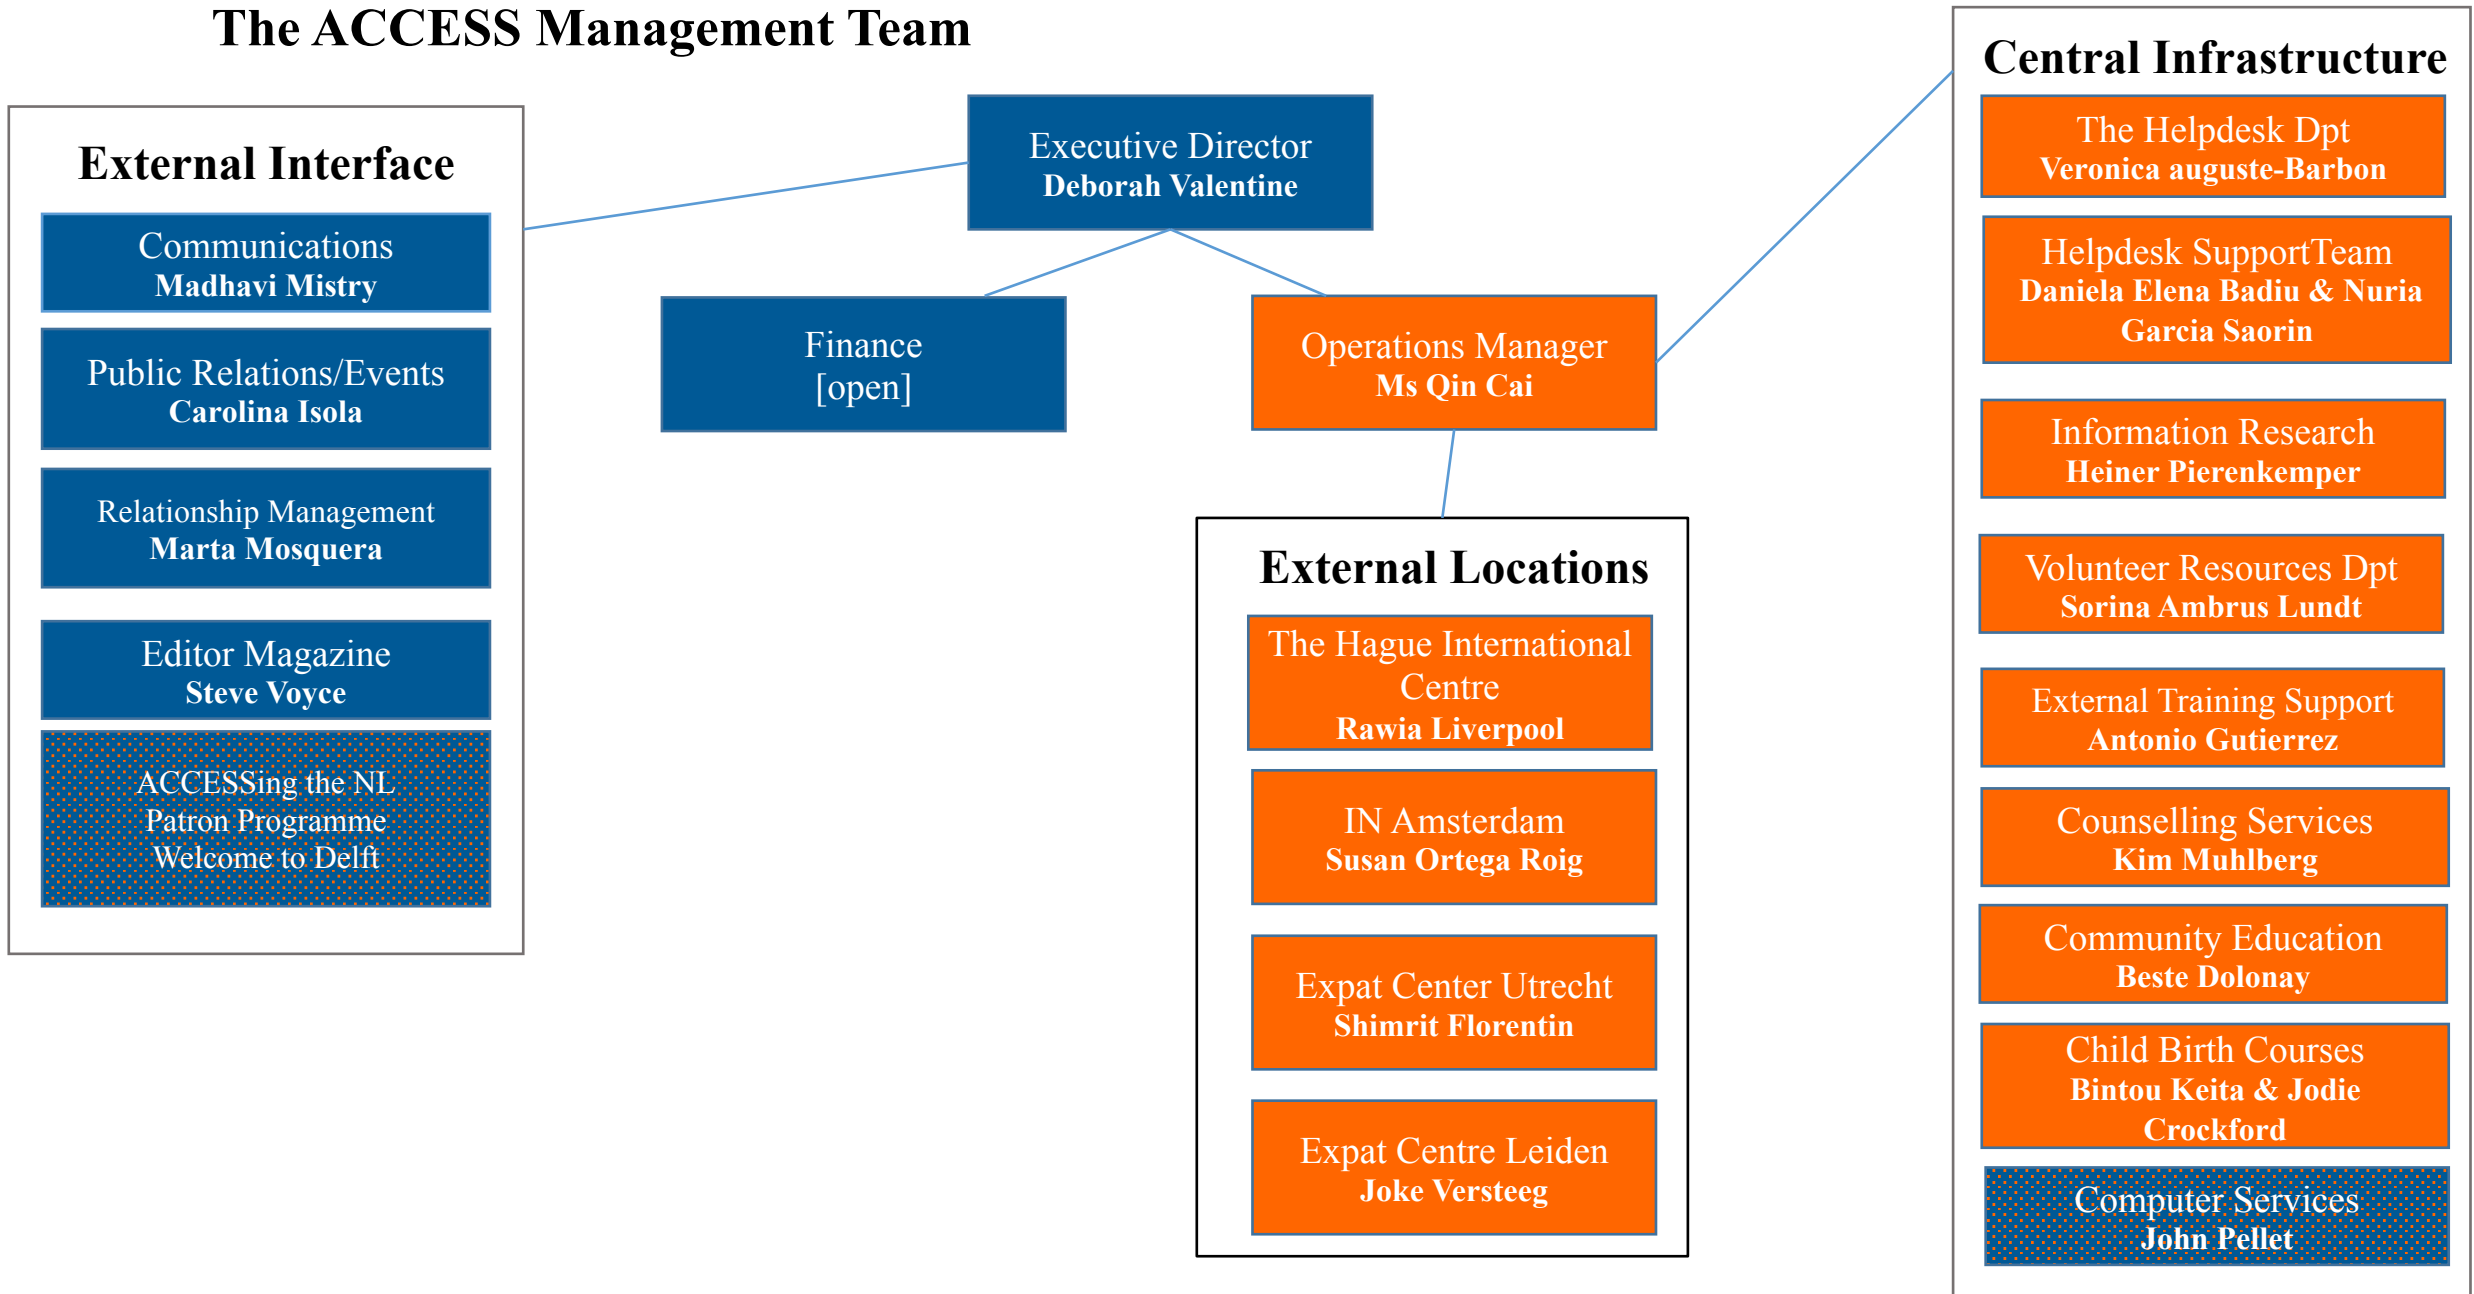 The ACCESS Management Team
External Interface
Communications
Madhavi Mistry
Public Relations/Events
Carolina Isola
Relationship Management
Marta Mosquera
Editor Magazine
Steve Voyce
ACCESSing the NL
Patron Programme
Welcome to Delft
Executive Director
Deborah Valentine
Finance
[open]
Operations Manager
Ms Qin Cai
External Locations
The Hague International
Centre
Rawia Liverpool
IN Amsterdam
Susan Ortega Roig
Expat Center Utrecht
Shimrit Florentin
Expat Centre Leiden
Joke Versteeg
Central Infrastructure
The Helpdesk Dpt
Veronica auguste-Barbon
Helpdesk SupportTeam
Daniela Elena Badiu & Nuria
Garcia Saorin
Information Research
Heiner Pierenkemper
Volunteer Resources Dpt
Sorina Ambrus Lundt
External Training Support
Antonio Gutierrez
Counselling Services
Kim Muhlberg
Community Education
Beste Dolonay
Child Birth Courses
Bintou Keita & Jodie
Crockford
Computer Services
John Pellet